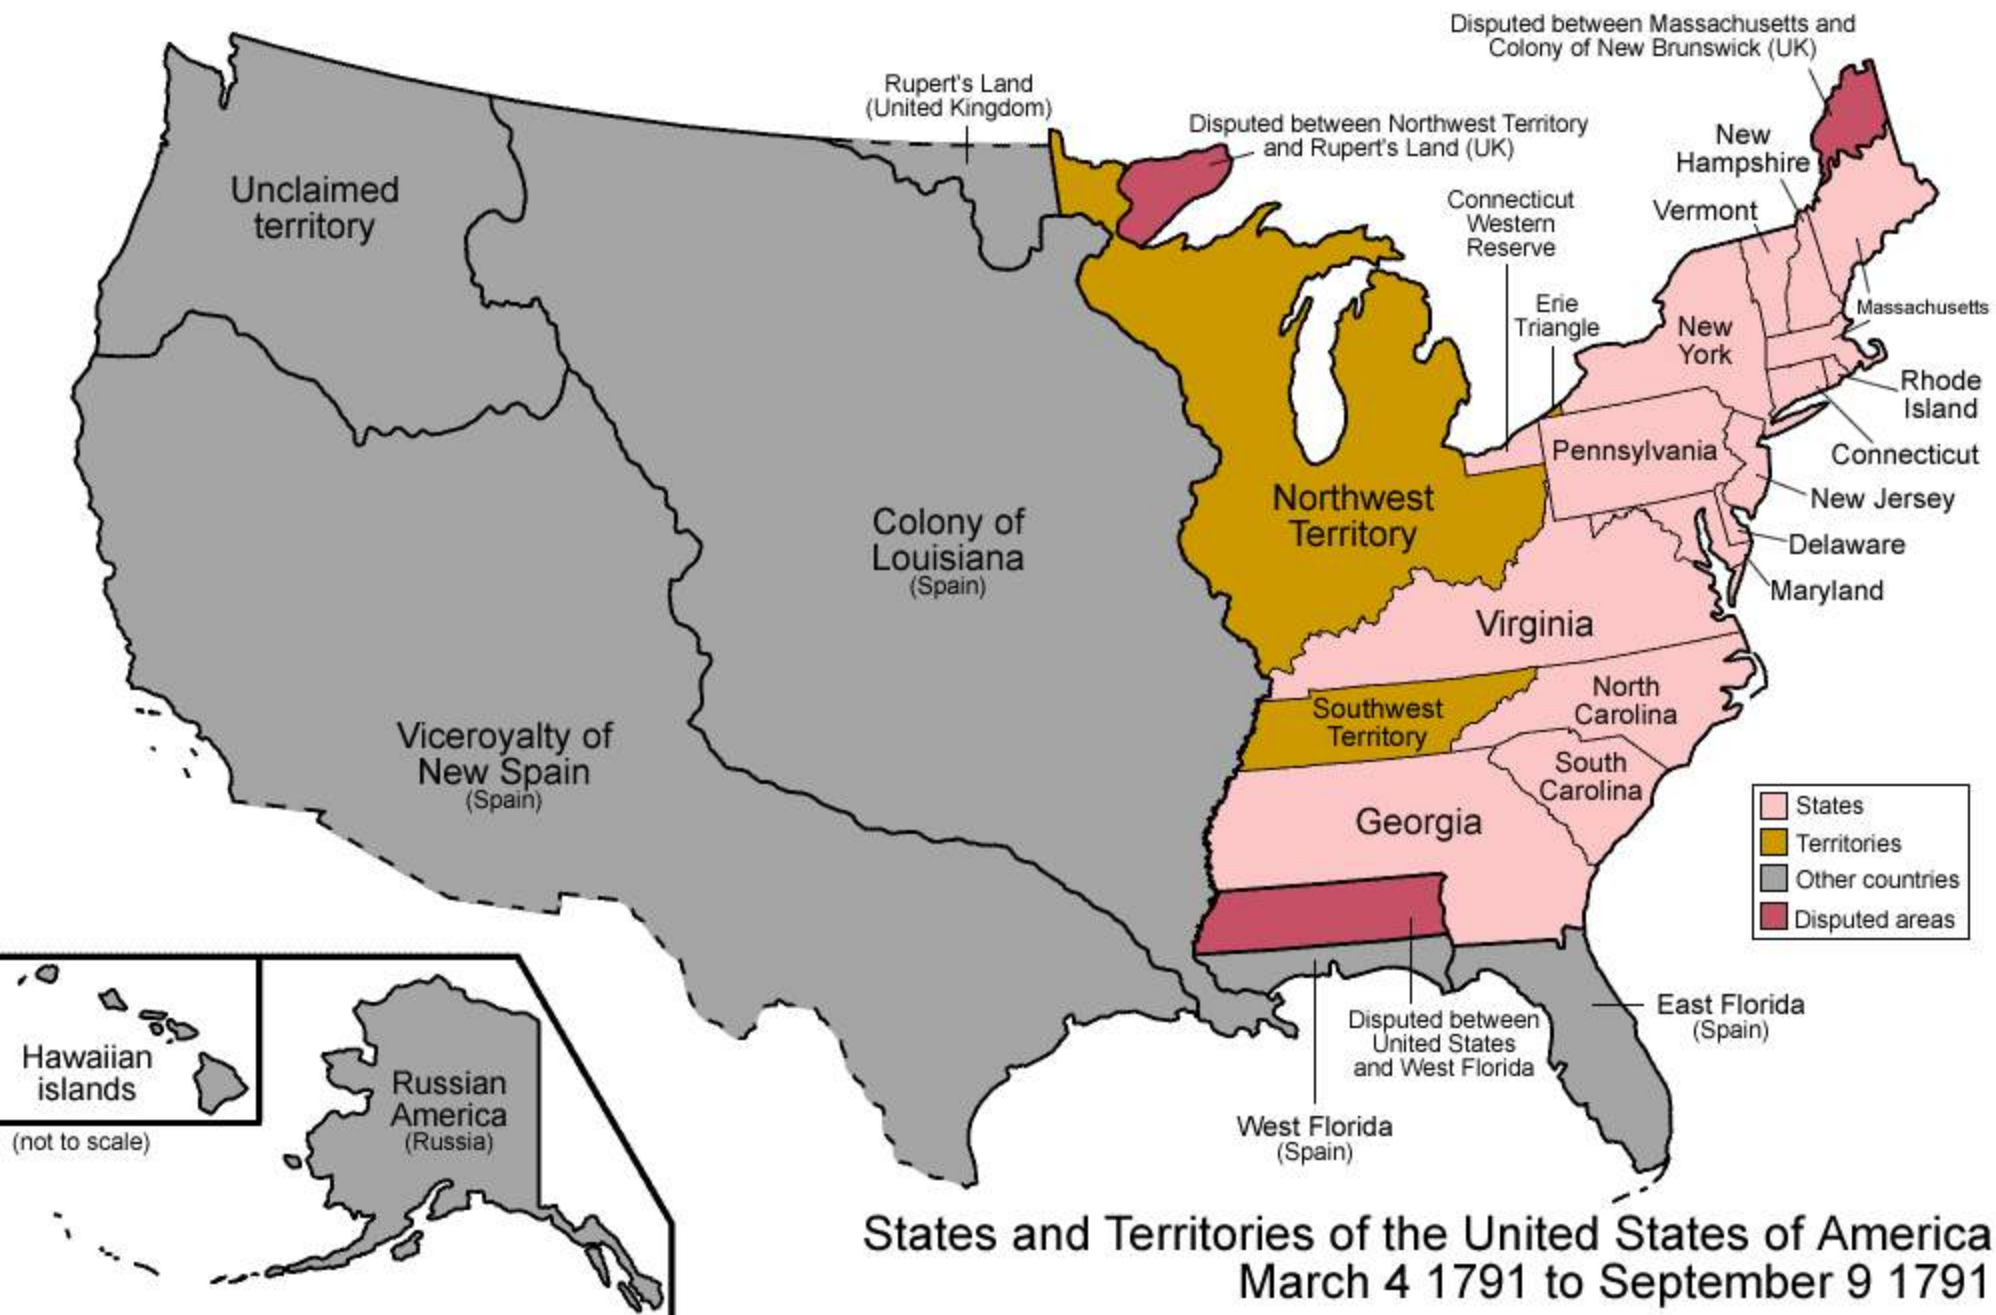 Disputed between Massachusetts and
Colony of New Brunswick (UK)
Rupert's Land
(United Kingdom)
Disputed between Northwest Territory
and Rupert's Land (UK)
New
Hampshire
Unclaimed
territory
Connecticut
Western
Reserve
Vermont
Erie
Triangle
Massachusetts
New
York
Rhode
Island
Pennsylvania
Connecticut
Northwest
Territory
New Jersey
Colony of
Louisiana
(Spain)
Delaware
Maryland
Virginia
Southwest
Territory
North
Carolina
Viceroyalty of
New Spain
(Spain)
South
Carolina
Georgia
States
Territories
Other countries
Disputed areas
East Florida
(Spain)
Disputed between
United States
and West Florida
West Florida
(Spain)
Hawaiian
islands
(not to scale)
Russian
America
(Russia)
States and Territories of the United States of America
March 4 1791 to September 9 1791